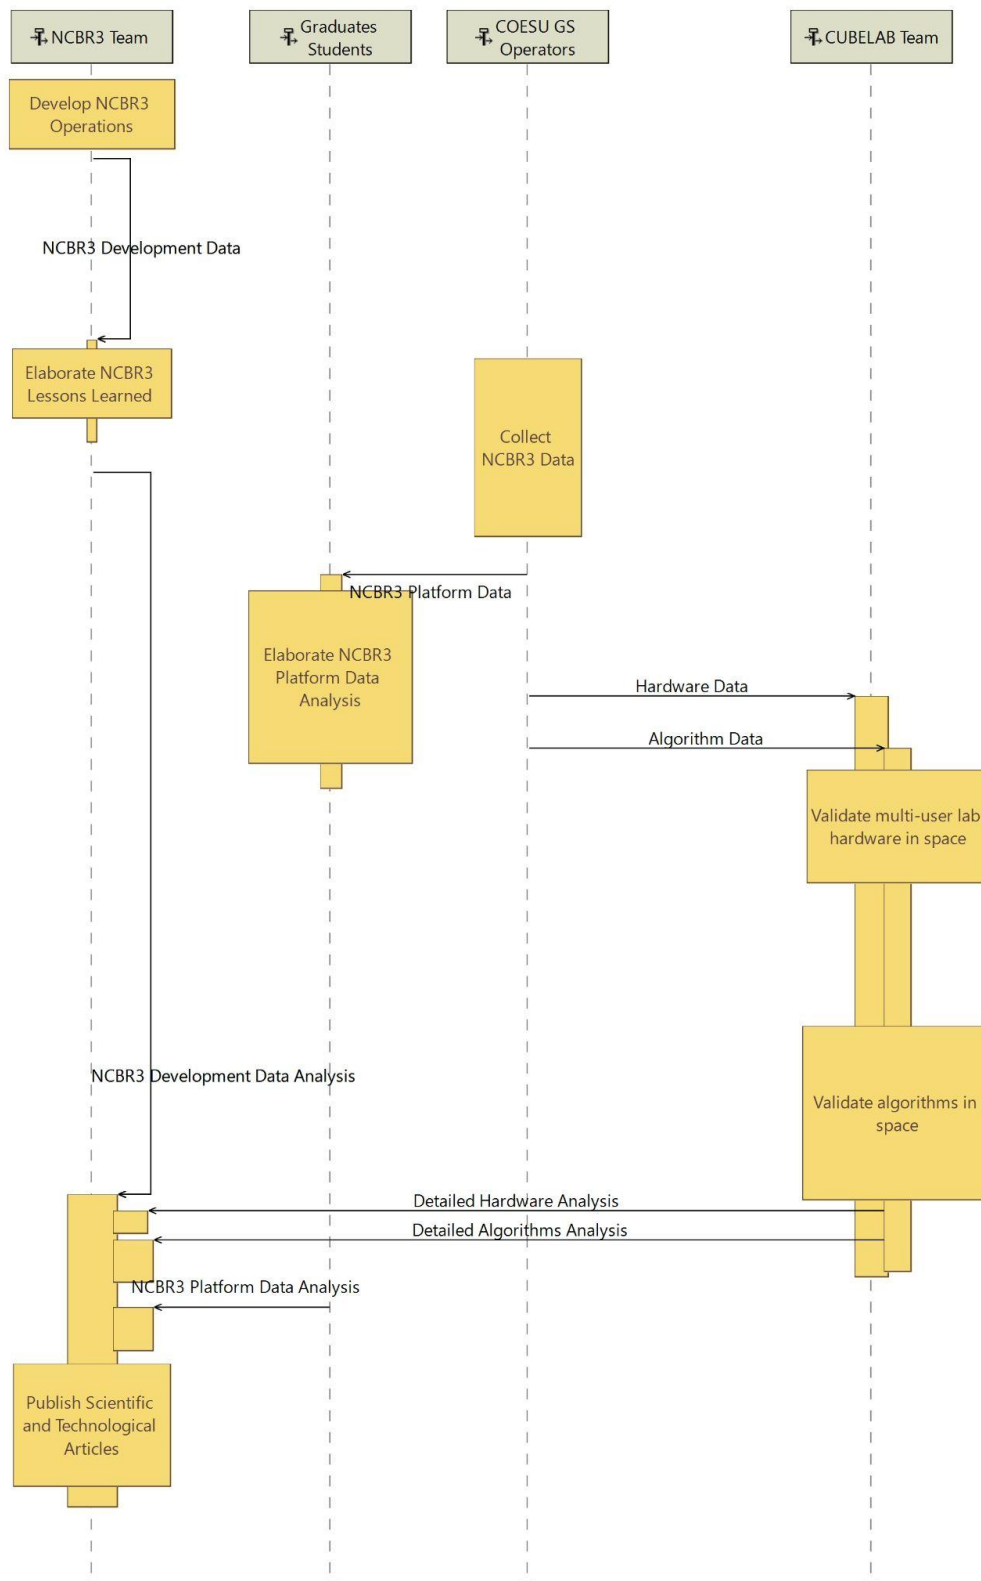 NCBR3 Team
Graduates
Students
COESU GS
Operators
CUBELAB Team
Develop NCBR3
Operations
NCBR3 Development Data
Elaborate NCBR3
Lessons Learned
Collect
NCBR3 Data
NCBR3 Platform Data
Elaborate NCBR3
Platform Data
Analysis
Hardware Data
Algorithm Data
Validate multi-user lab
hardware in space
NCBR3 Development Data Analysis
Validate algorithms in
space
Detailed Hardware Analysis
Detailed Algorithms Analysis
NCBR3 Platform Data Analysis
Publish Scientific
and Technological
Articles